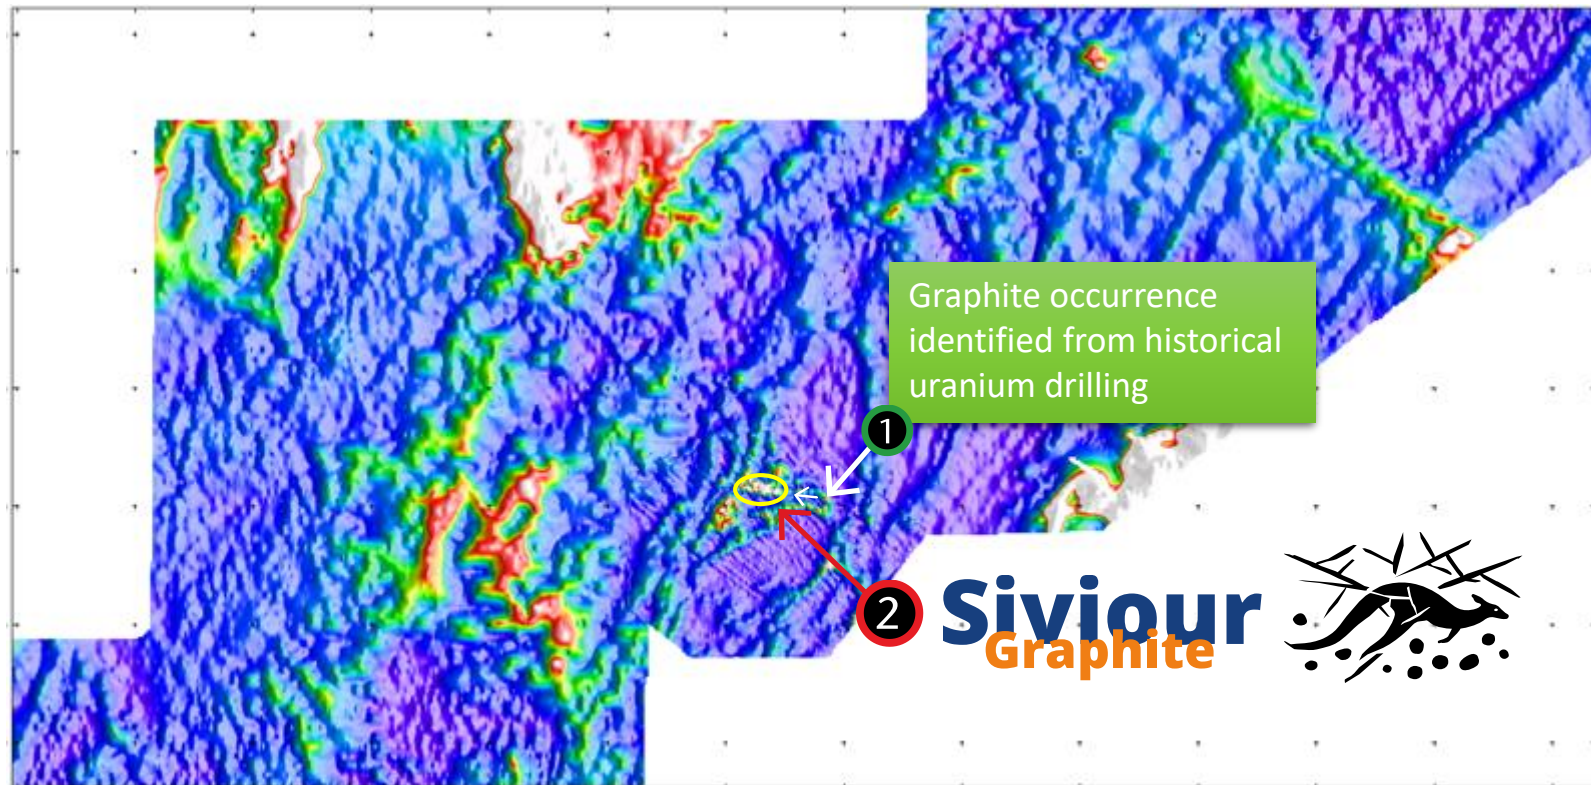 Graphite occurrence
identified from historical
uranium drilling
1
2
Siviour
Graphite